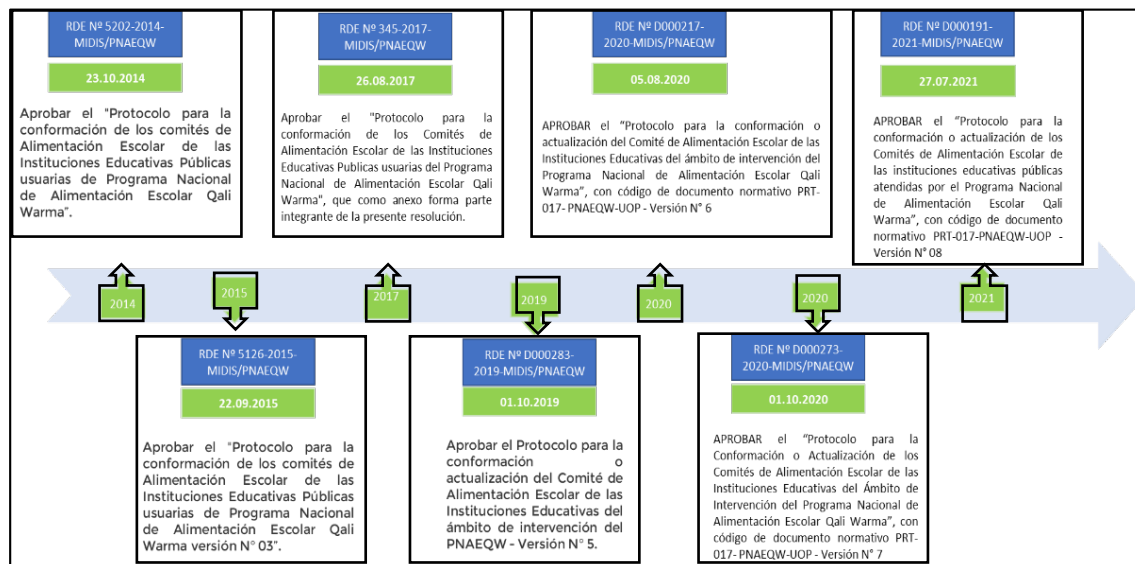 RDE Nº 5202-2014-
MIDIS/PNAEQW
23.10.2014
Aprobar el "Protocolo para la
conformación de los comités de
Alimentación Escolar de las
Instituciones Educativas Públicas
usuarias de Programa Nacional
de Alimentación Escolar Qali
Warma".
RDE Nº 345-2017-
MIDIS/PNAEQW
26.08.2017
Aprobar el "Protocolo para la
conformación de los Comités de
Alimentación Escolar de las Instituciones
Educativas Publicas usuarias del Programa
Nacional de Alimentación Escolar Qali
Warma", que como anexo forma parte
integrante de la presente resolución.
RDE Nº D000217-
2020-MIDIS/PNAEQW
05.08.2020
APROBAR el “Protocolo para la conformación o
actualización del Comité de Alimentación Escolar de las
Instituciones Educativas del ámbito de intervención del
Programa Nacional de Alimentación Escolar Qali
Warma”, con código de documento normativo PRT-
017- PNAEQW-UOP - Versión N° 6
RDE Nº D000191-
2021-MIDIS/PNAEQW
27.07.2021
APROBAR el “Protocolo para la
conformación o actualización de los
Comités de Alimentación Escolar de
las instituciones educativas públicas
atendidas por el Programa Nacional
de Alimentación Escolar Qali
Warma”, con código de documento
normativo PRT-017-PNAEQW-UOP -
Versión N° 08
2014
2015
2017
2019
2020
2020
2021
RDE Nº 5126-2015-
MIDIS/PNAEQW
22.09.2015
Aprobar el "Protocolo para la
conformación de los comités de
Alimentación Escolar de las
Instituciones Educativas Públicas
usuarias de Programa Nacional
de Alimentación Escolar Qali
Warma versión N° 03".
RDE Nº D000283-
2019-MIDIS/PNAEQW
01.10.2019
Aprobar el Protocolo para la
conformación o
actualización del Comité de
Alimentación Escolar de las
Instituciones Educativas del
ámbito de intervención del
PNAEQW - Versión N° 5.
RDE Nº D000273-
2020-MIDIS/PNAEQW
01.10.2020
APROBAR el “Protocolo para la
Conformación o Actualización de los
Comités de Alimentación Escolar de las
Instituciones Educativas del Ámbito de
Intervención del Programa Nacional de
Alimentación Escolar Qali Warma”, con
código de documento normativo PRT-
017- PNAEQW-UOP - Versión N° 7